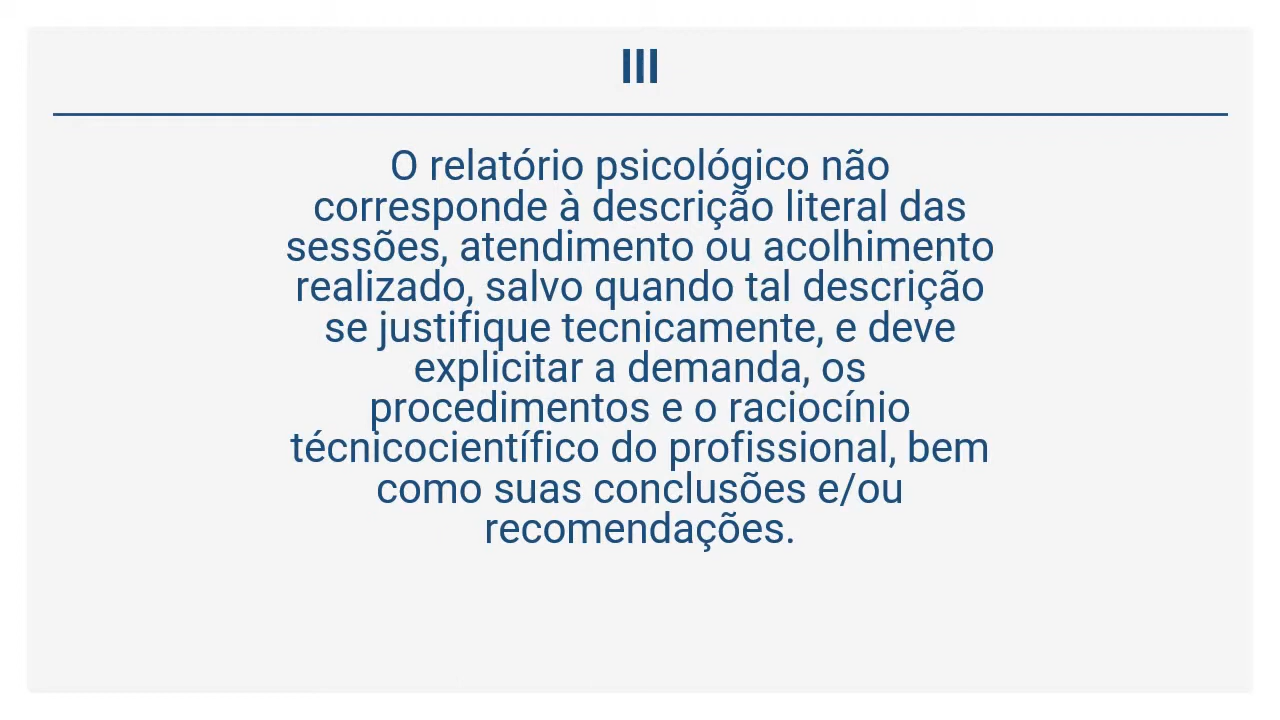 III
O relatório psicológico não
corresponde à descrição literal das
sessões, atendimento ou acolhimento
realizado, salvo quando tal descrição
se justifique tecnicamente, e deve
explicitar a demanda, os
procedimentos e o raciocínio
técnicocientífico do profissional, bem
como suas conclusões e/ou
recomendações.